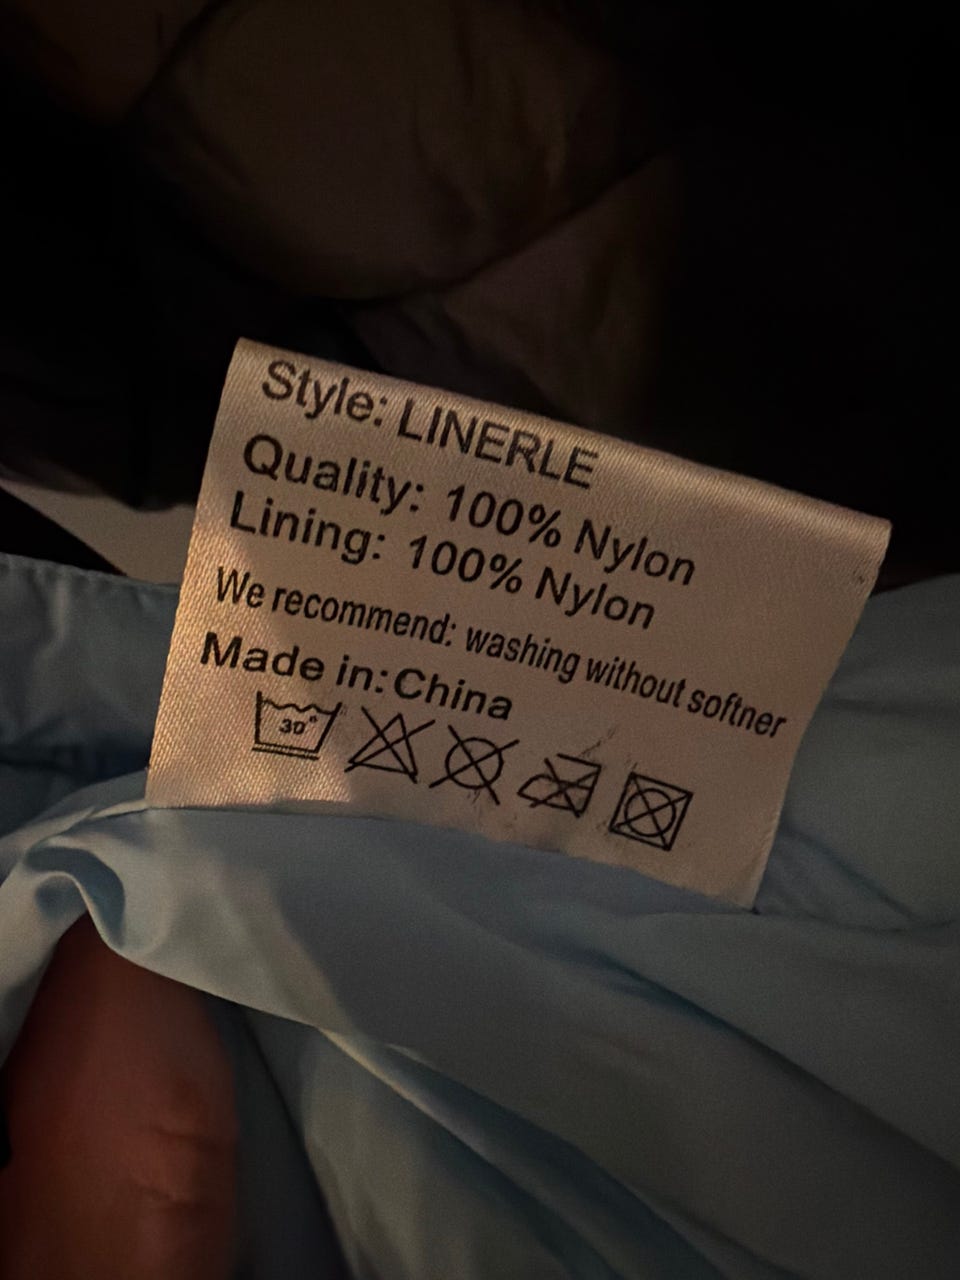 Style: LINERLE
Quality: 100% Nylon
Lining: 100% Nylon
We recommend: washing without softner
Made in: China
30°